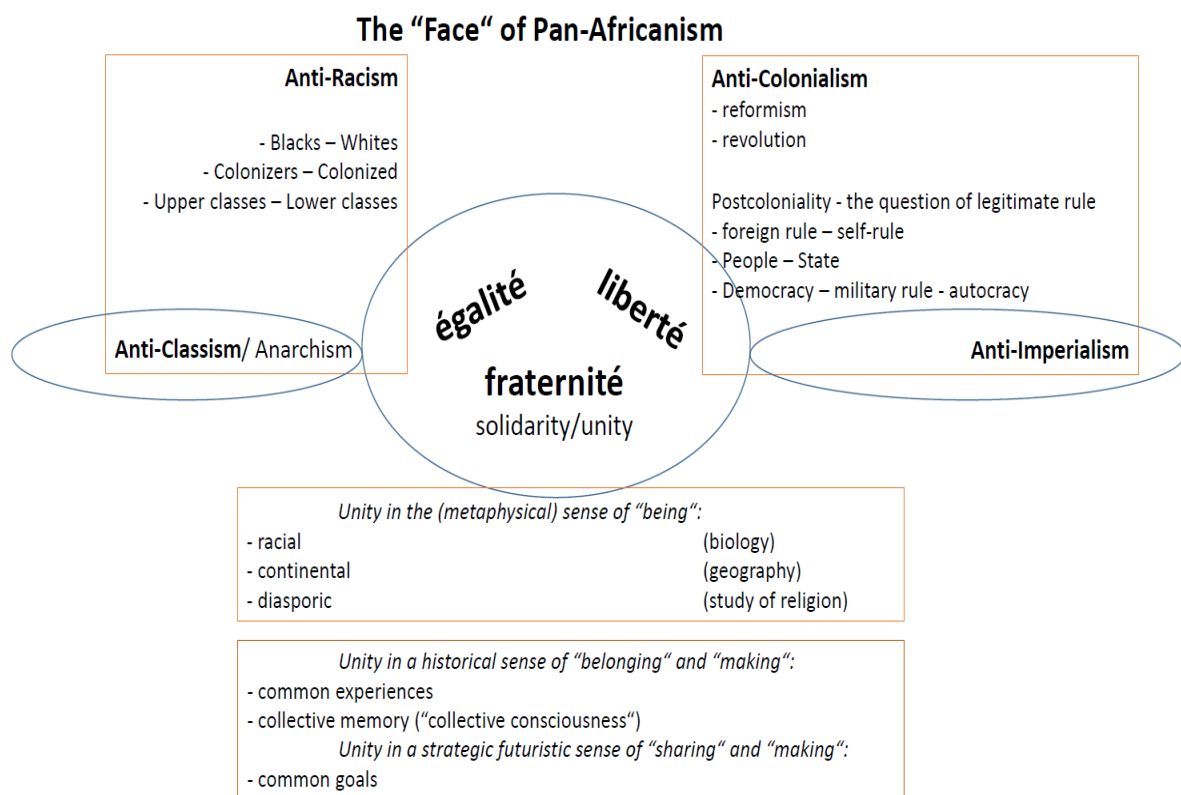 The “Face“ of Pan-Africanism
Anti-Racism
- Blacks – Whites
- Colonizers – Colonized
- Upper classes – Lower classes
Anti-Classism/ Anarchism
Anti-Colonialism
- reformism
- revolution
Postcoloniality - the question of legitimate rule
- foreign rule – self-rule
- People – State
- Democracy – military rule - autocracy
Anti-Imperialism
égalité
liberté
fraternité
solidarity/unity
Unity in the (metaphysical) sense of “being“:
- racial (biology)
- continental (geography)
- diasporic (study of religion)
Unity in a historical sense of “belonging“ and “making“:
- common experiences
- collective memory (“collective consciousness“)
Unity in a strategic futuristic sense of “sharing“ and “making“:
- common goals